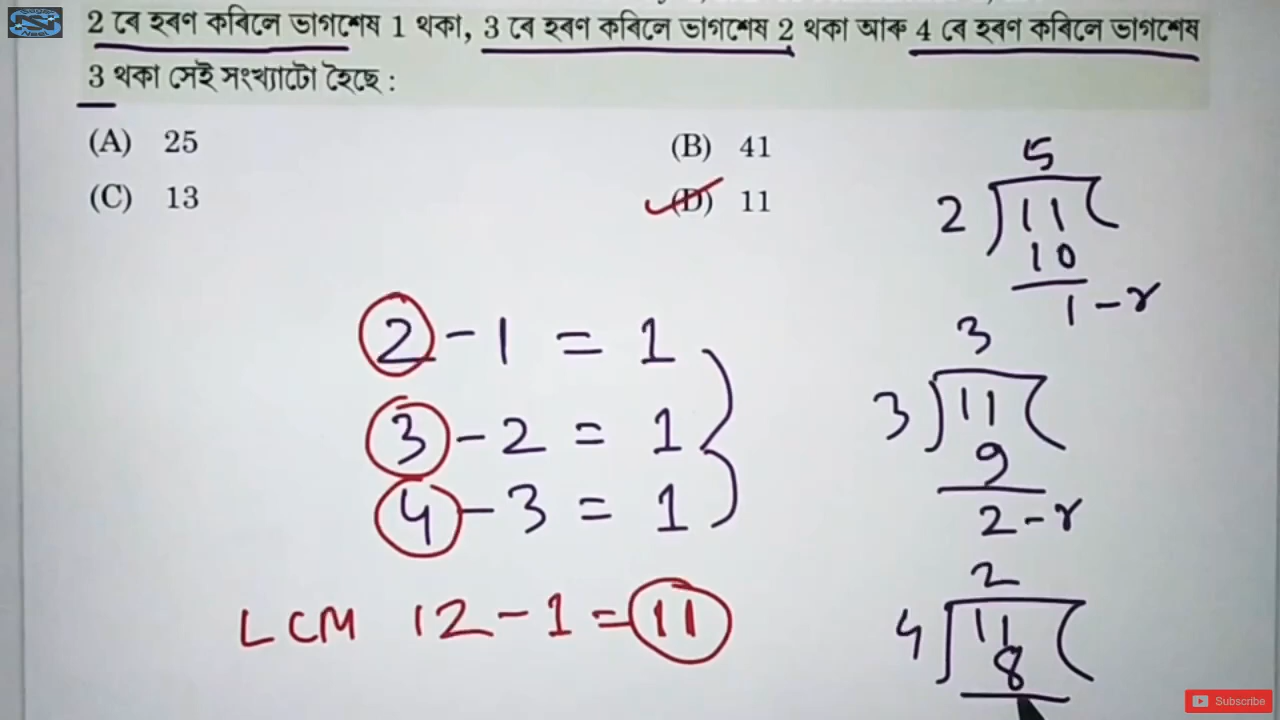 2 ৰে হৰণ কৰিলে ভাগশেষ 1 থকা, 3 ৰে হৰণ কৰিলে ভাগশেষ 2 থকা আৰু 4 ৰে হৰণ কৰিলে ভাগশেষ
3 থকা সেই সংখ্যাটো হৈছে :
(A) 25 (B) 41
(C) 13 (D) 11
5
2 11
10
1 - r
2 - 1 = 1
3
3 11
9
2 - r
3 - 2 = 1
4 - 3 = 1
2
4 11
8
LCM 12 - 1 = 11
Subscribe